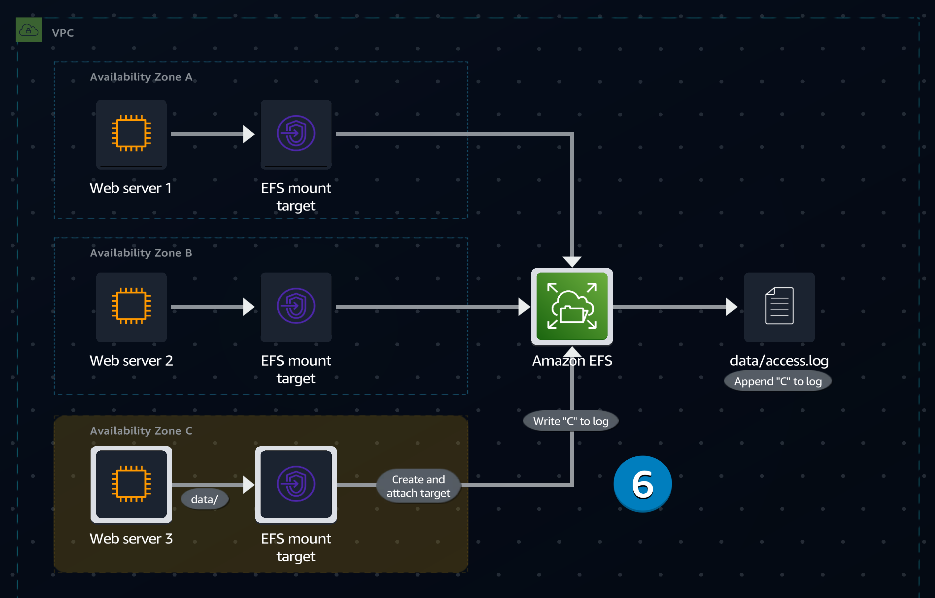 VPC
Availability Zone A
Web server 1
EFS mount
target
Availability Zone B
Web server 2
EFS mount
target
Amazon EFS
data/access.log
Append "C" to log
Write "C" to log
Availability Zone C
Create and
attach target
data/
6
Web server 3
EFS mount
target